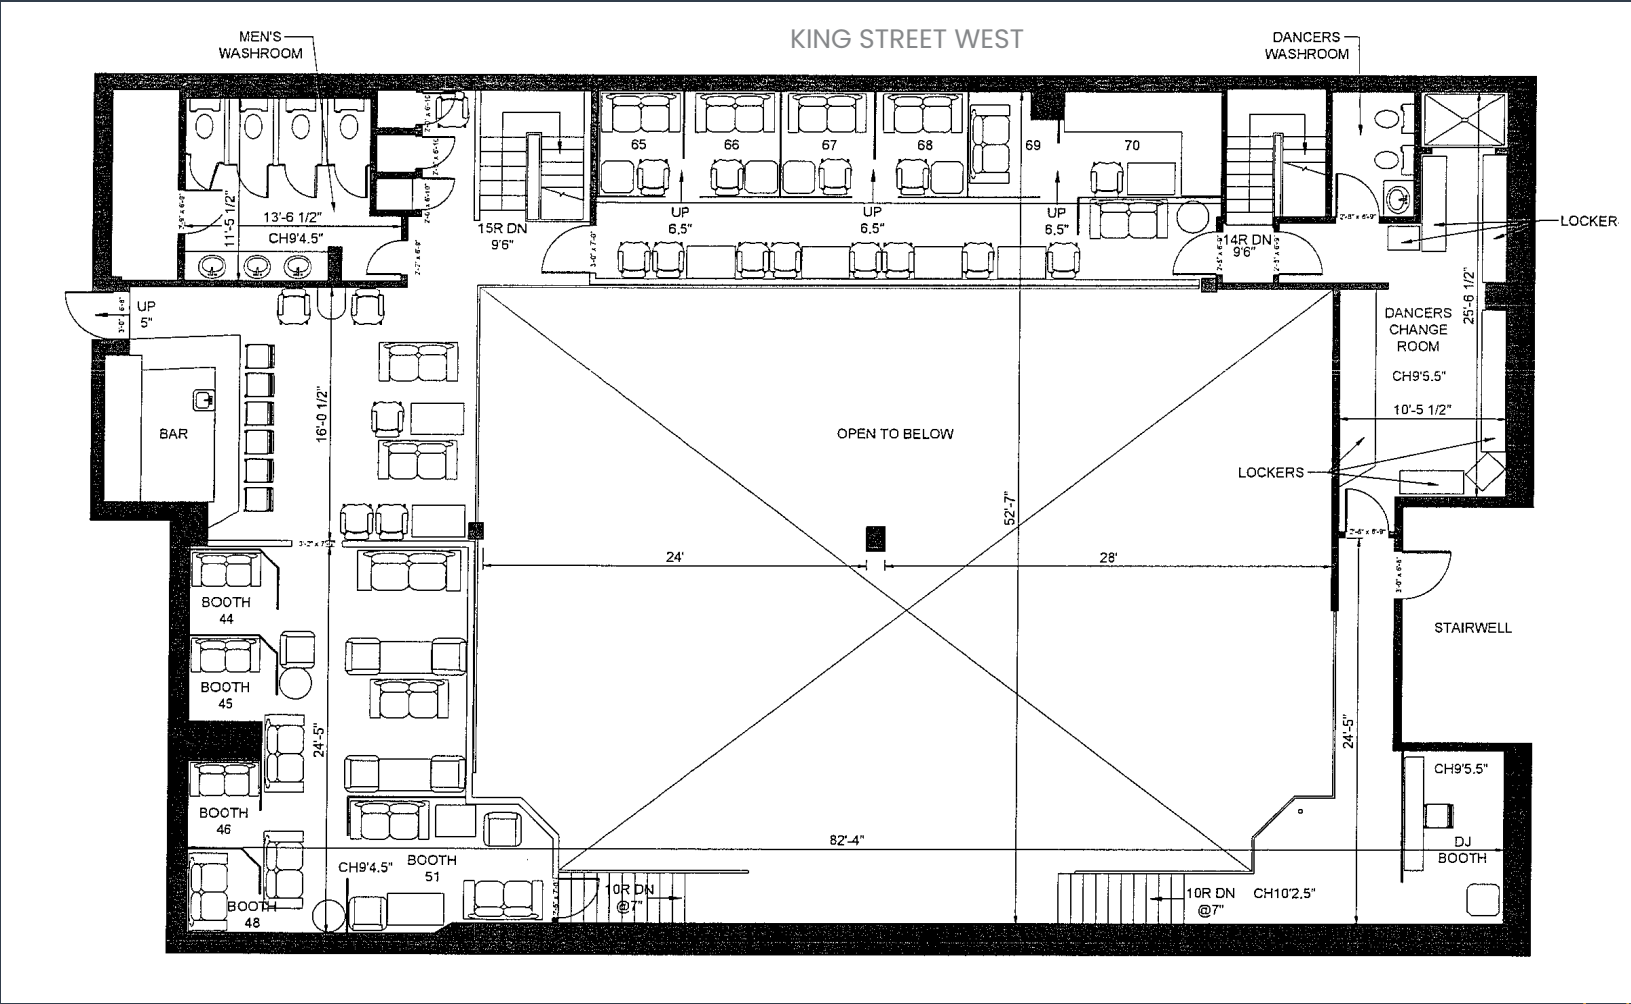 KING STREET WEST
MEN'S
WASHROOM
DANCERS
WASHROOM
65
66
67
68
69
70
13'-6 1/2"
11'-5 1/2"
CH9'4.5"
15R DN
9'6"
UP
6,5"
UP
6,5"
UP
6,5"
14R DN
9'6"
LOCKER
UP
5"
DANCERS
CHANGE
ROOM
CH9'5.5"
25'-6 1/2"
10'-5 1/2"
16'-0 1/2"
BAR
OPEN TO BELOW
LOCKERS
52'-7"
24'
28'
BOOTH
44
BOOTH
45
STAIRWELL
24'-5"
24'-5"
BOOTH
46
CH9'5.5"
DJ
BOOTH
82'-4"
CH9'4.5"
BOOTH
51
BOOTH
48
10R DN
@7"
10R DN
@7"
CH10'2.5"